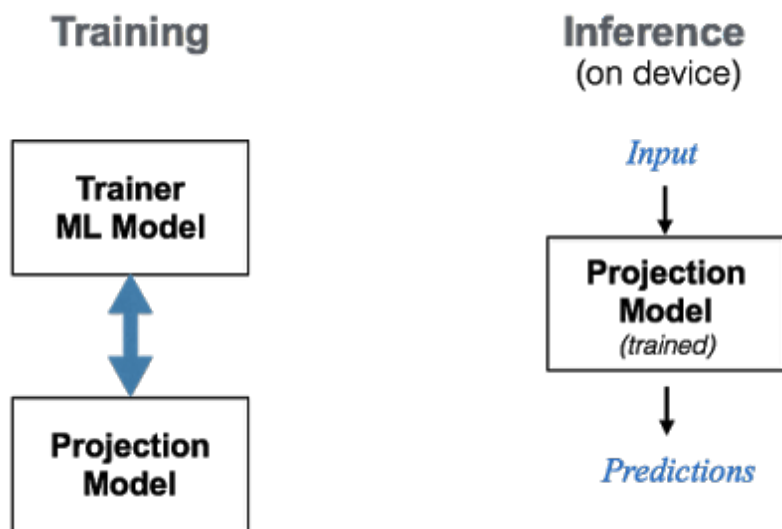 Training
Trainer
ML Model
Projection
Model
Inference
(on device)
Input
Projection
Model
(trained)
Predictions